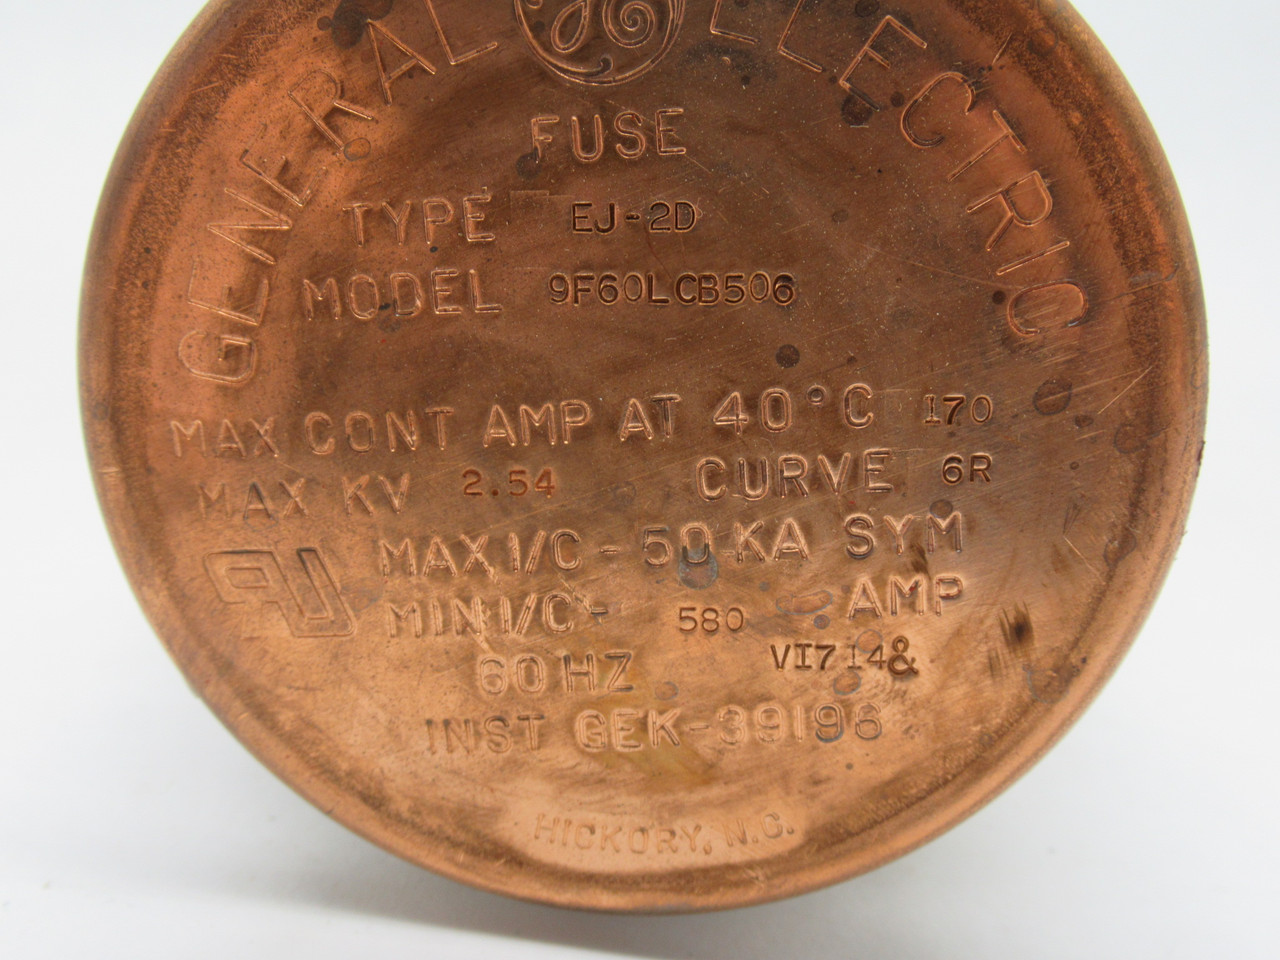 GENERAL GE ELECTRIC
FUSE
TYPE EJ-2D
MODEL 9F60LCB506
MAX CONT AMP AT 40°C 170
MAX KV 2.54 CURVE 6R
MAX I/C - 50 KA SYM
MIN I/C - 580 AMP
60 HZ VI714&
INST GEK-39196
HICKORY, N.C.